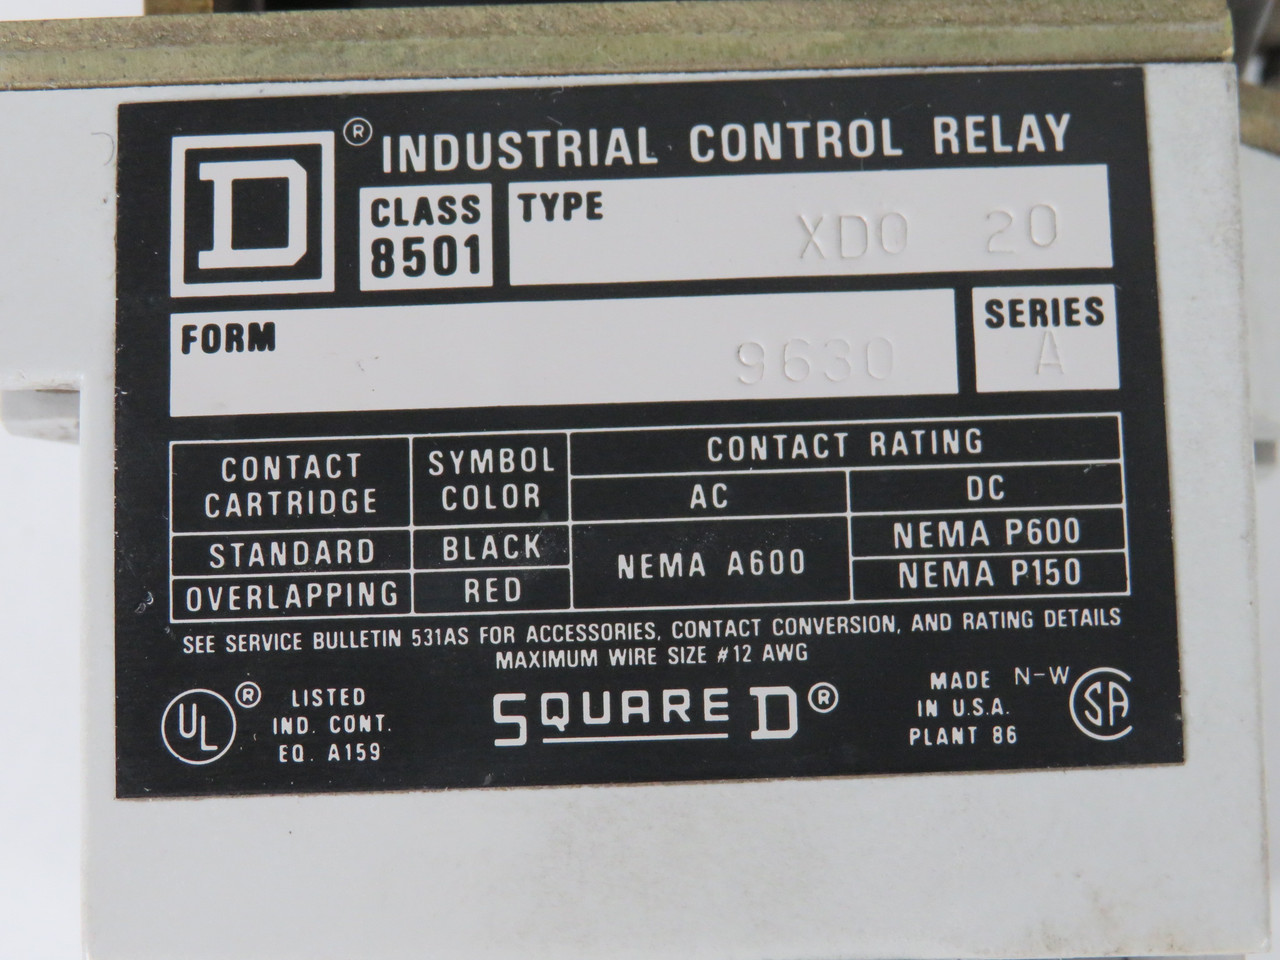 D ® INDUSTRIAL CONTROL RELAY
CLASS 8501
TYPE XDO 20
FORM 9630
SERIES A
CONTACT CARTRIDGE SYMBOL COLOR CONTACT RATING
AC DC
STANDARD BLACK NEMA A600 NEMA P600
OVERLAPPING RED NEMA P150
SEE SERVICE BULLETIN 531AS FOR ACCESSORIES, CONTACT CONVERSION, AND RATING DETAILS
MAXIMUM WIRE SIZE #12 AWG
UL ® LISTED
IND. CONT.
EQ. A159
SQUARE D ®
MADE N-W
IN U.S.A.
PLANT 86
SA